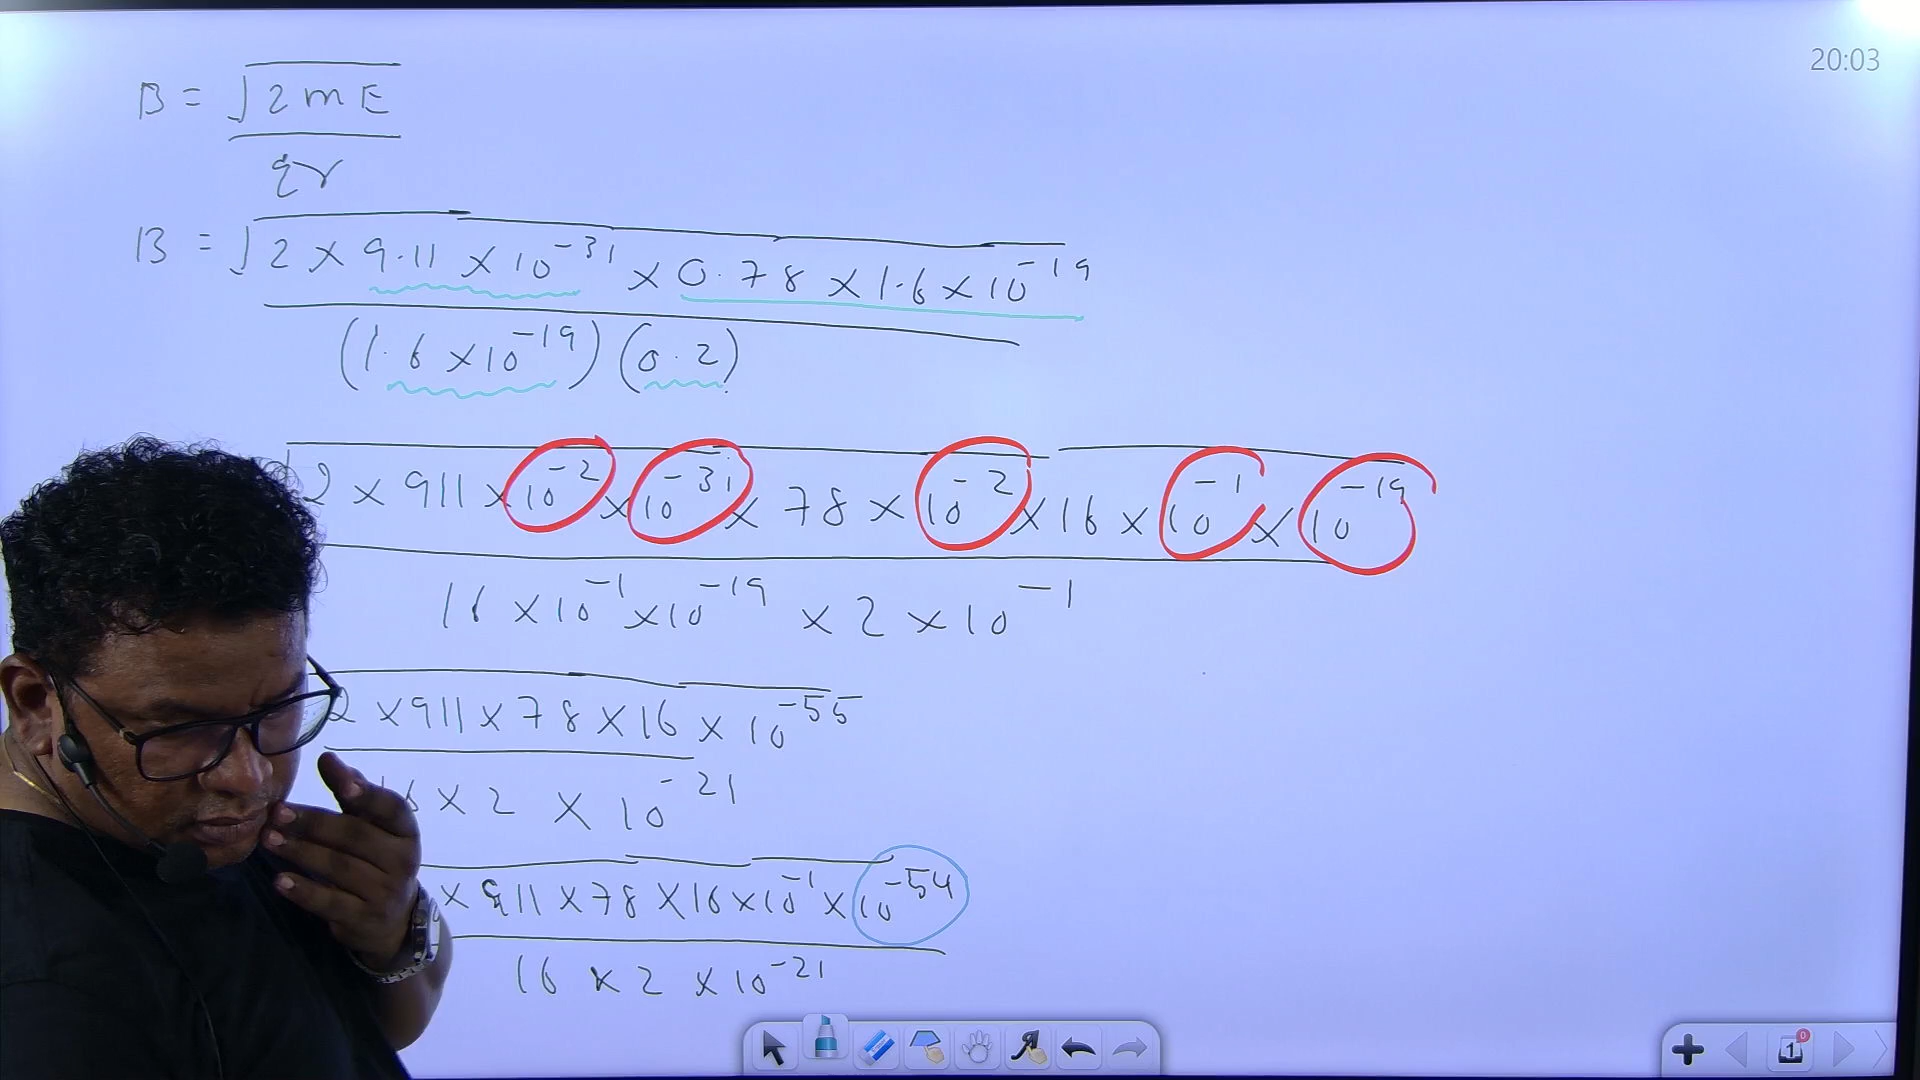 20:03
B = √2mE
qr
B = √2 × 9.11 × 10⁻³¹ × 0.78 × 1.6 × 10⁻¹⁹
(1.6 × 10⁻¹⁹) (0.2)
2 × 911 × 10⁻² × 10⁻³¹ × 78 × 10⁻² × 16 × 10⁻¹ × 10⁻¹⁹
16 × 10⁻¹ × 10⁻¹⁹ × 2 × 10⁻¹
2 × 911 × 78 × 16 × 10⁻⁵⁵
6 × 2 × 10⁻²¹
× 911 × 78 × 16 × 10⁻¹ × 10⁻⁵⁴
16 × 2 × 10⁻²¹
1
0